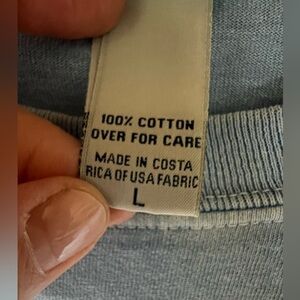 100% COTTON
OVER FOR CARE
MADE IN COSTA
RICA OF USA FABRIC
L